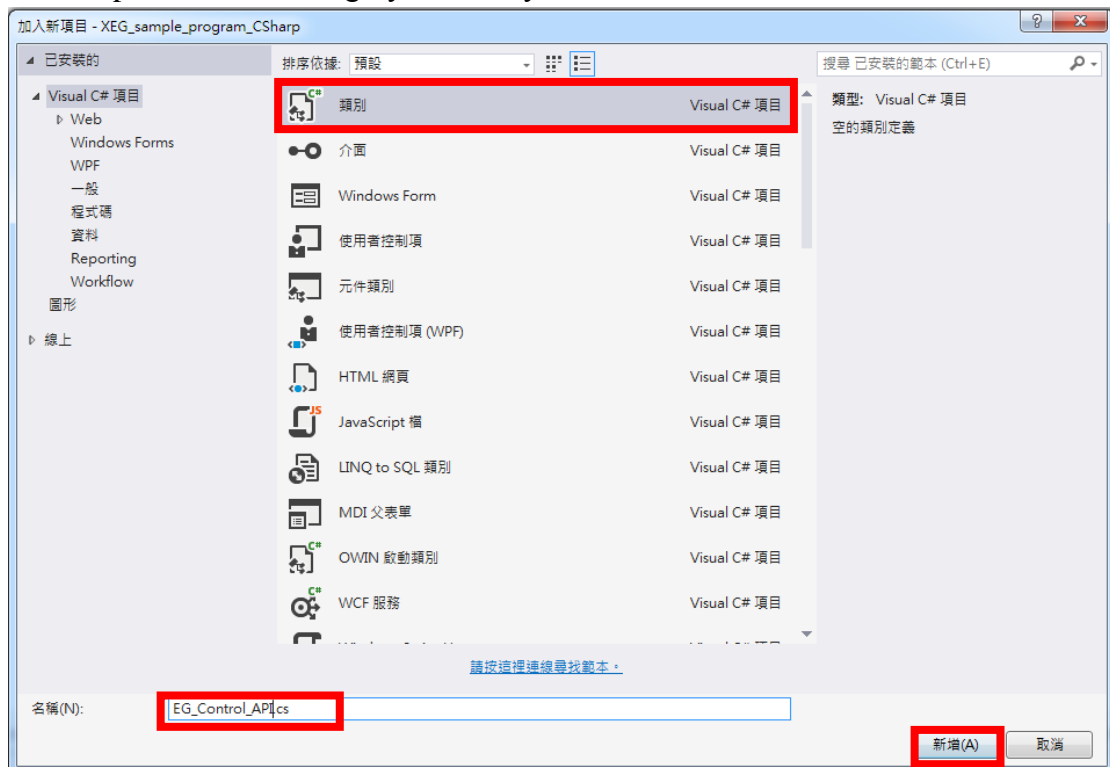 加入新項目 - XEG_sample_program_CSharp
已安裝的
排序依據: 預設
搜尋 已安裝的範本 (Ctrl+E)
Visual C# 項目
Web
Windows Forms
WPF
一般
程式碼
資料
Reporting
Workflow
圖形
線上
類別 Visual C# 項目
介面 Visual C# 項目
Windows Form Visual C# 項目
使用者控制項 Visual C# 項目
元件類別 Visual C# 項目
使用者控制項 (WPF) Visual C# 項目
HTML 網頁 Visual C# 項目
JavaScript 檔 Visual C# 項目
LINQ to SQL 類別 Visual C# 項目
MDI 父表單 Visual C# 項目
OWIN 啟動類別 Visual C# 項目
WCF 服務 Visual C# 項目
類型: Visual C# 項目
空的類別定義
請按這裡連線尋找範本。
名稱(N): EG_Control_API.cs
新增(A) 取消